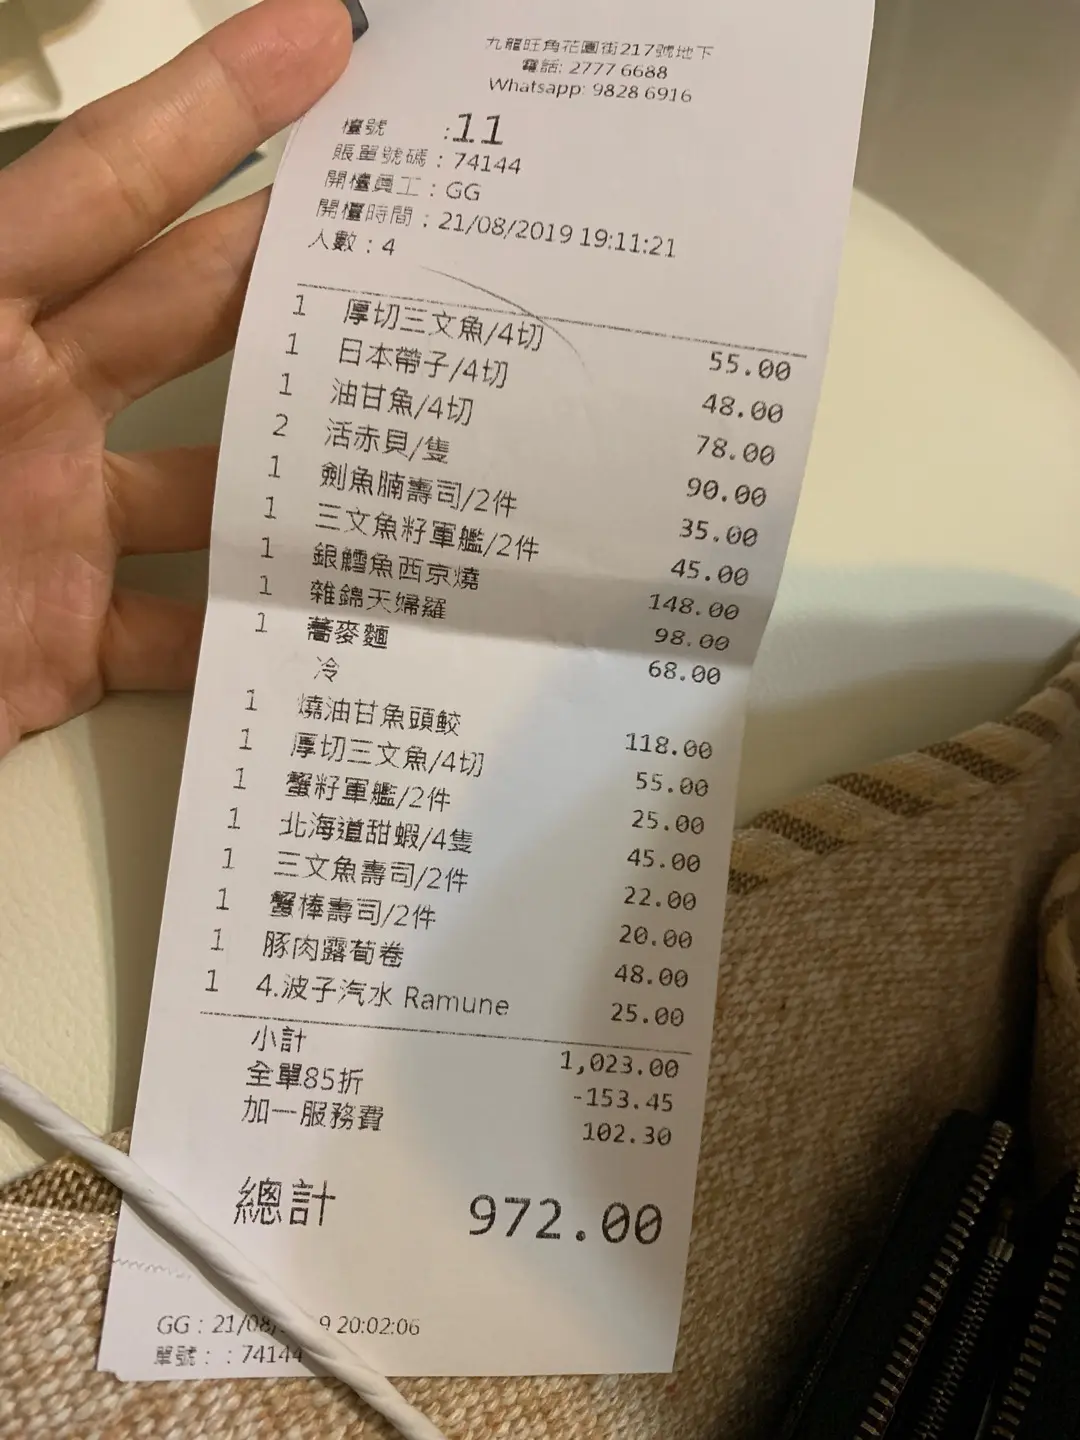 九龍旺角花園街217號地下
電話: 2777 6688
Whatsapp: 9828 6916
檯號 :11
賬單號碼 : 74144
開檯員工 : GG
開檯時間 : 21/08/2019 19:11:21
人數 : 4
1 厚切三文魚/4切 55.00
1 日本帶子/4切 48.00
1 油甘魚/4切 78.00
2 活赤貝/隻 90.00
1 劍魚腩壽司/2件 35.00
1 三文魚籽軍艦/2件 45.00
1 銀鱈魚西京燒 148.00
1 雜錦天婦羅 98.00
1 蕎麥麵 68.00
冷
1 燒油甘魚頭鮫 118.00
1 厚切三文魚/4切 55.00
1 蟹籽軍艦/2件 25.00
1 北海道甜蝦/4隻 45.00
1 三文魚壽司/2件 22.00
1 蟹棒壽司/2件 20.00
1 豚肉露荀卷 48.00
1 4.波子汽水 Ramune 25.00
小計 1,023.00
全單85折 -153.45
加一服務費 102.30
總計 972.00
GG : 21/08/ 9 20:02:06
單號: : 74144